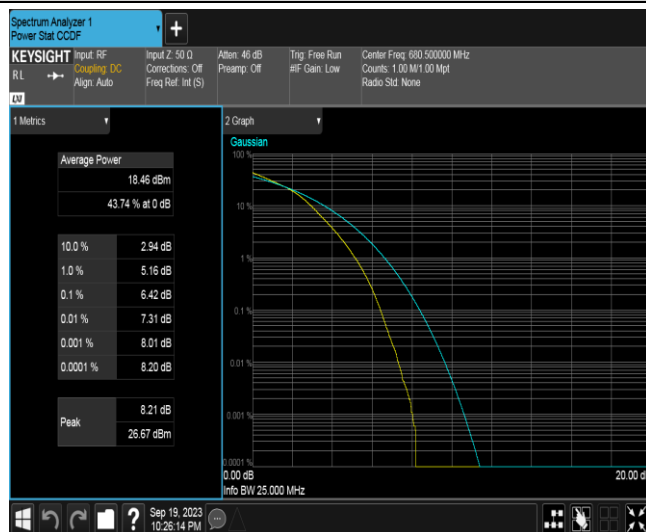 Spectrum Analyzer 1
Power Stat CCDF
KEYSIGHT
RL
LXI
Input: RF
Coupling: DC
Align: Auto
Input Z: 50 Ω
Corrections: Off
Freq Ref: Int (S)
Atten: 46 dB
Preamp: Off
Trig: Free Run
#IF Gain: Low
Center Freq: 680.500000 MHz
Counts: 1.00 M/1.00 Mpt
Radio Std: None
1 Metrics
Average Power
18.46 dBm
43.74 % at 0 dB
10.0 % 2.94 dB
1.0 % 5.16 dB
0.1 % 6.42 dB
0.01 % 7.31 dB
0.001 % 8.01 dB
0.0001 % 8.20 dB
Peak
8.21 dB
26.67 dBm
2 Graph
Gaussian
100 %
10 %
1 %
0.1 %
0.01 %
0.001 %
0.0001 %
0.00 dB
20.00 d
Info BW 25.000 MHz
?
Sep 19, 2023
10:26:14 PM